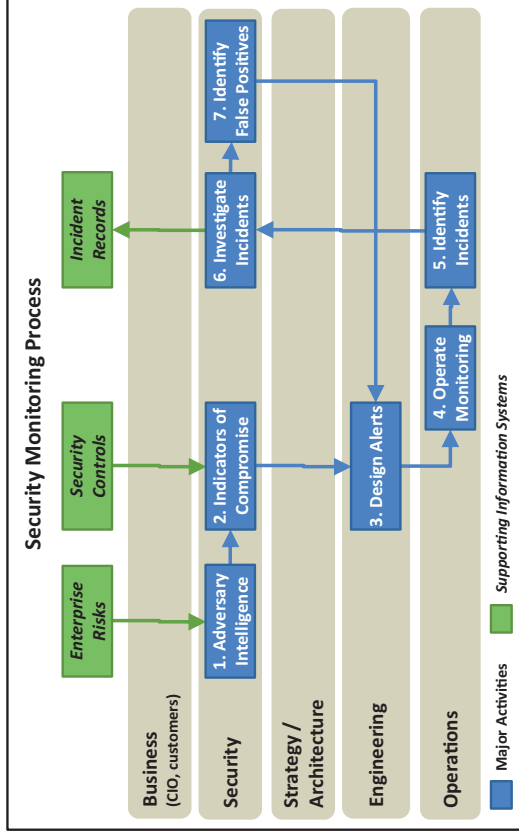 Security Monitoring Process
Enterprise
Risks
Security
Controls
Incident
Records
Business
(CIO, customers)
Security
1. Adversary
Intelligence
2. Indicators of
Compromise
6. Investigate
Incidents
7. Identify
False Positives
Strategy /
Architecture
Engineering
3. Design Alerts
Operations
4. Operate
Monitoring
5. Identify
Incidents
Major Activities
Supporting Information Systems